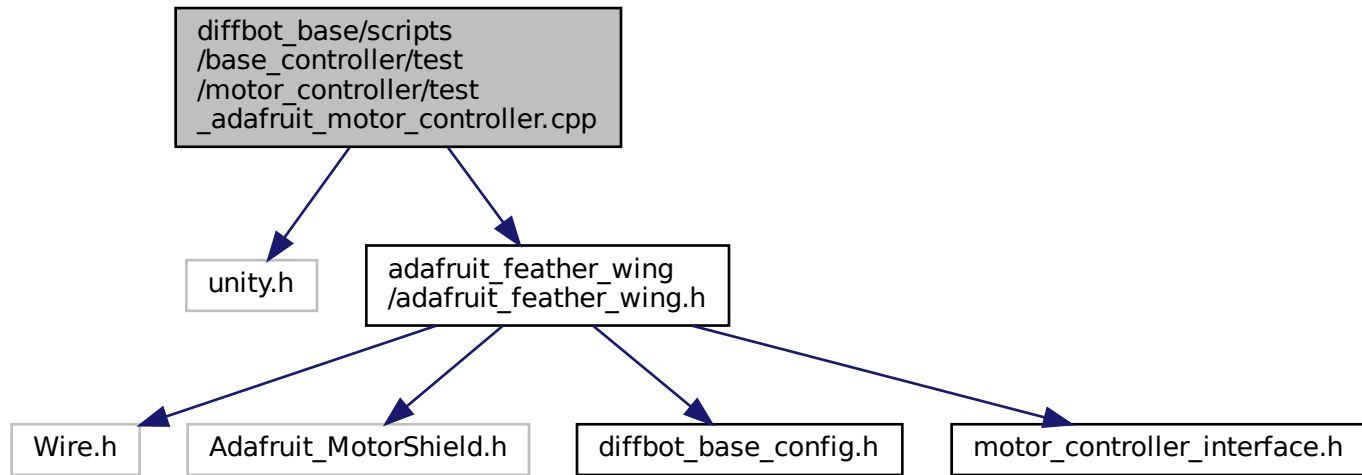 diffbot_base/scripts
/base_controller/test
/motor_controller/test
_adafruit_motor_controller.cpp
unity.h
adafruit_feather_wing
/adafruit_feather_wing.h
Wire.h
Adafruit_MotorShield.h
diffbot_base_config.h
motor_controller_interface.h